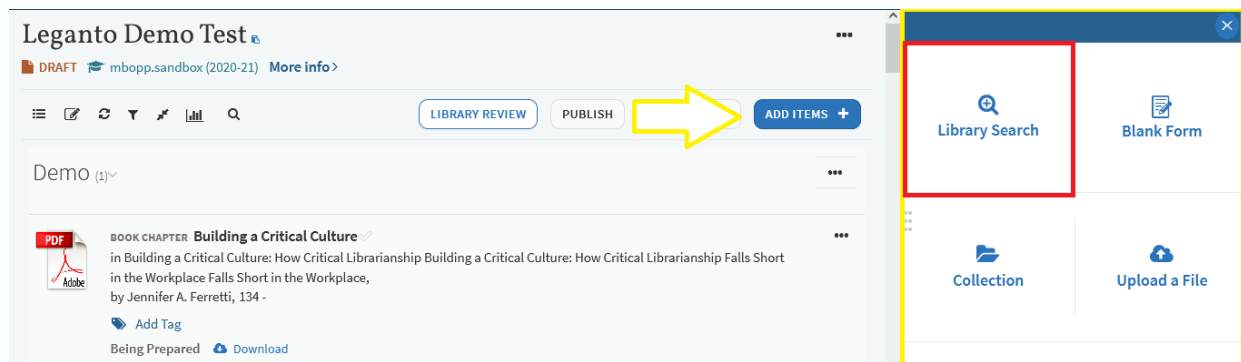 Leganto Demo Test
DRAFT mbopp.sandbox (2020-21) More info >
LIBRARY REVIEW PUBLISH ADD ITEMS +
Demo (1)
BOOK CHAPTER Building a Critical Culture
in Building a Critical Culture: How Critical Librarianship Building a Critical Culture: How Critical Librarianship Falls Short
in the Workplace Falls Short in the Workplace,
by Jennifer A. Ferretti, 134 -
PDF
Adobe
Add Tag
Being Prepared Download
Library Search
Blank Form
Collection
Upload a File